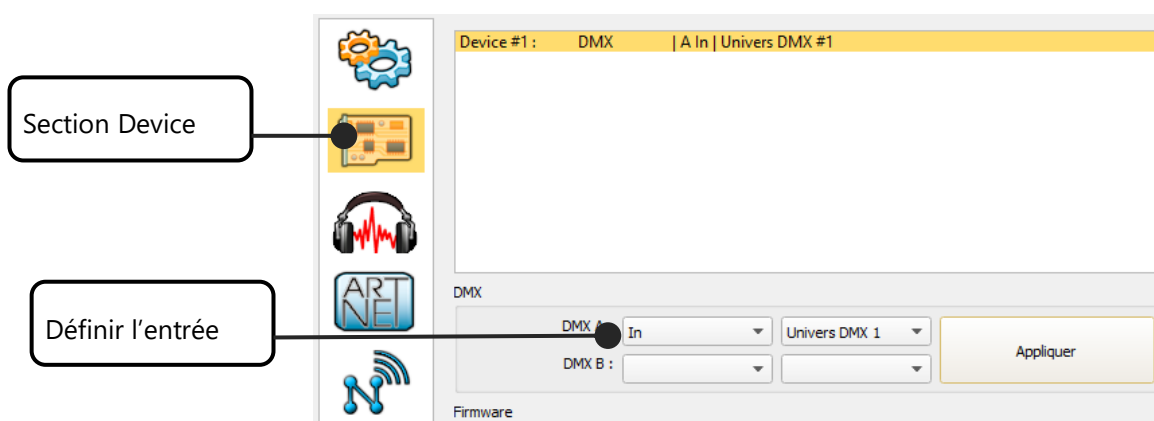 Device #1 : DMX | A In | Univers DMX #1
Section Device
ART
NET
DMX
Définir l'entrée
DMX A In Univers DMX 1
Appliquer
DMX B :
Firmware